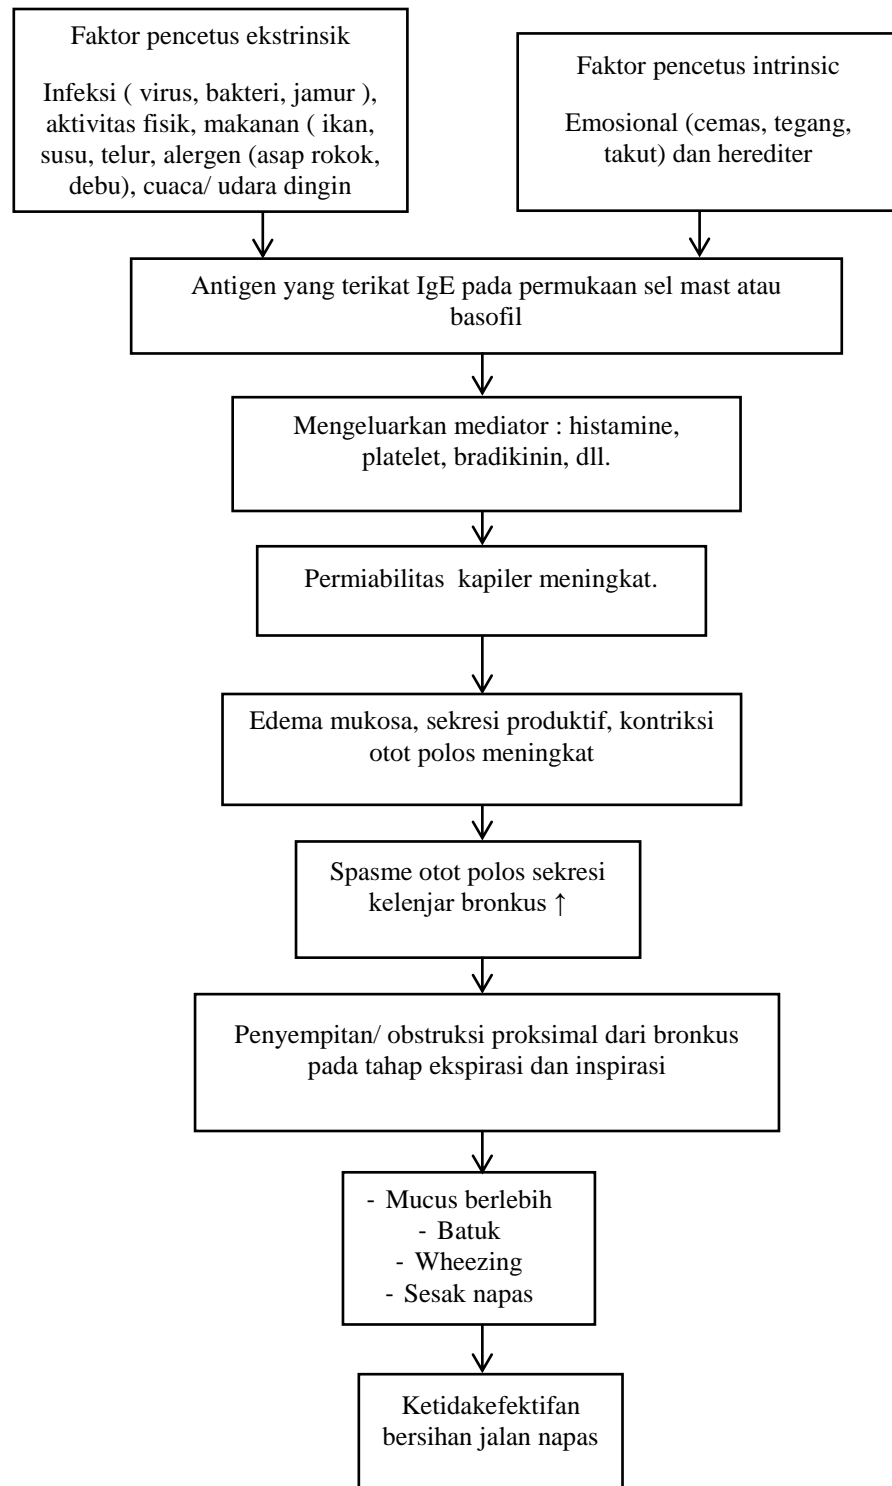 Faktor pencetus ekstrinsik
Infeksi ( virus, bakteri, jamur ),
aktivitas fisik, makanan ( ikan,
susu, telur, alergen (asap rokok,
debu), cuaca/ udara dingin
Faktor pencetus intrinsic
Emosional (cemas, tegang,
takut) dan herediter
Antigen yang terikat IgE pada permukaan sel mast atau
basofil
Mengeluarkan mediator : histamine,
platelet, bradikinin, dll.
Permiabilitas kapiler meningkat.
Edema mukosa, sekresi produktif, kontriksi
otot polos meningkat
Spasme otot polos sekresi
kelenjar bronkus ↑
Penyempitan/ obstruksi proksimal dari bronkus
pada tahap ekspirasi dan inspirasi
- Mucus berlebih
- Batuk
- Wheezing
- Sesak napas
Ketidakefektifan
bersihan jalan napas